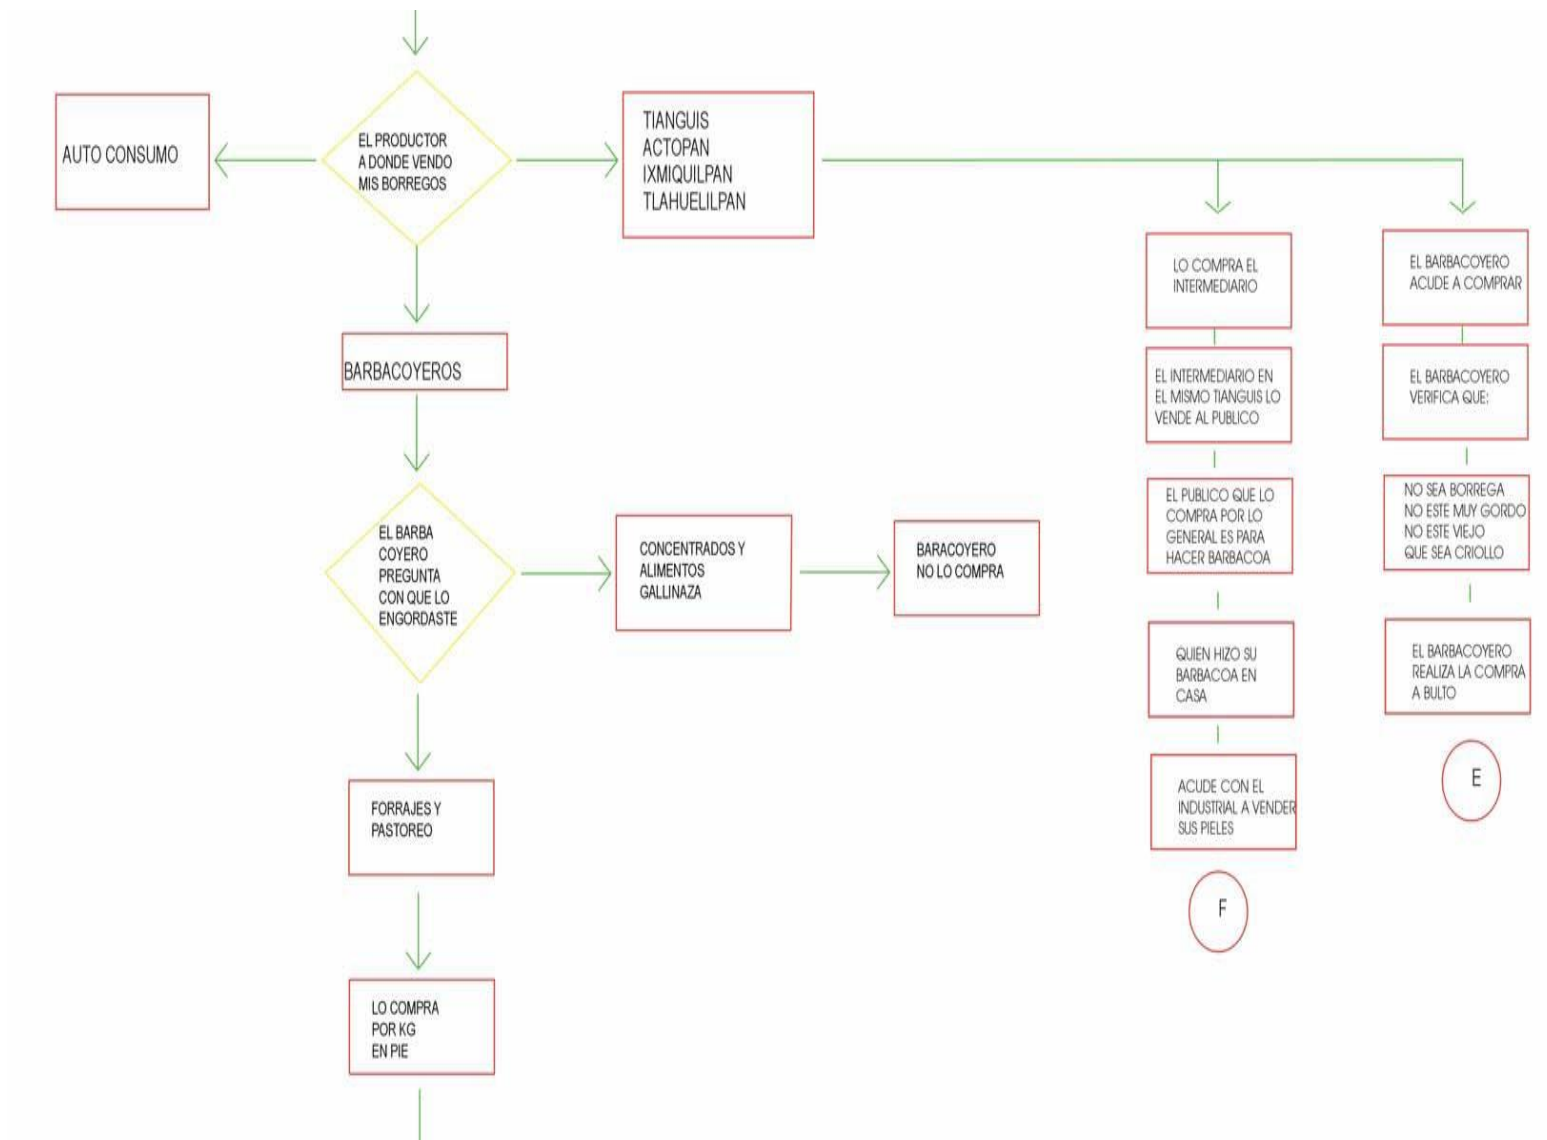 AUTO CONSUMO
EL PRODUCTOR
A DONDE VENDO
MIS BORREGOS
TIANGUIS
ACTOPAN
IXMIQUILPAN
TLAHUELILPAN
LO COMPRA EL
INTERMEDIARIO
EL BARBACOYERO
ACUDE A COMPRAR
BARBACOYEROS
EL INTERMEDIARIO EN
EL MISMO TIANGUIS LO
VENDE AL PUBLICO
EL BARBACOYERO
VERIFICA QUE:
EL BARBA
COYERO
PREGUNTA
CON QUE LO
ENGORDASTE
CONCENTRADOS Y
ALIMENTOS
GALLINAZA
BARACOYERO
NO LO COMPRA
EL PUBLICO QUE LO
COMPRA POR LO
GENERAL ES PARA
HACER BARBACOA
NO SEA BORREGA
NO ESTE MUY GORDO
NO ESTE VIEJO
QUE SEA CRIOLLO
QUIEN HIZO SU
BARBACOA EN
CASA
EL BARBACOYERO
REALIZA LA COMPRA
A BULTO
FORRAJES Y
PASTOREO
ACUDE CON EL
INDUSTRIAL A VENDER
SUS PIELES
E
F
LO COMPRA
POR KG
EN PIE